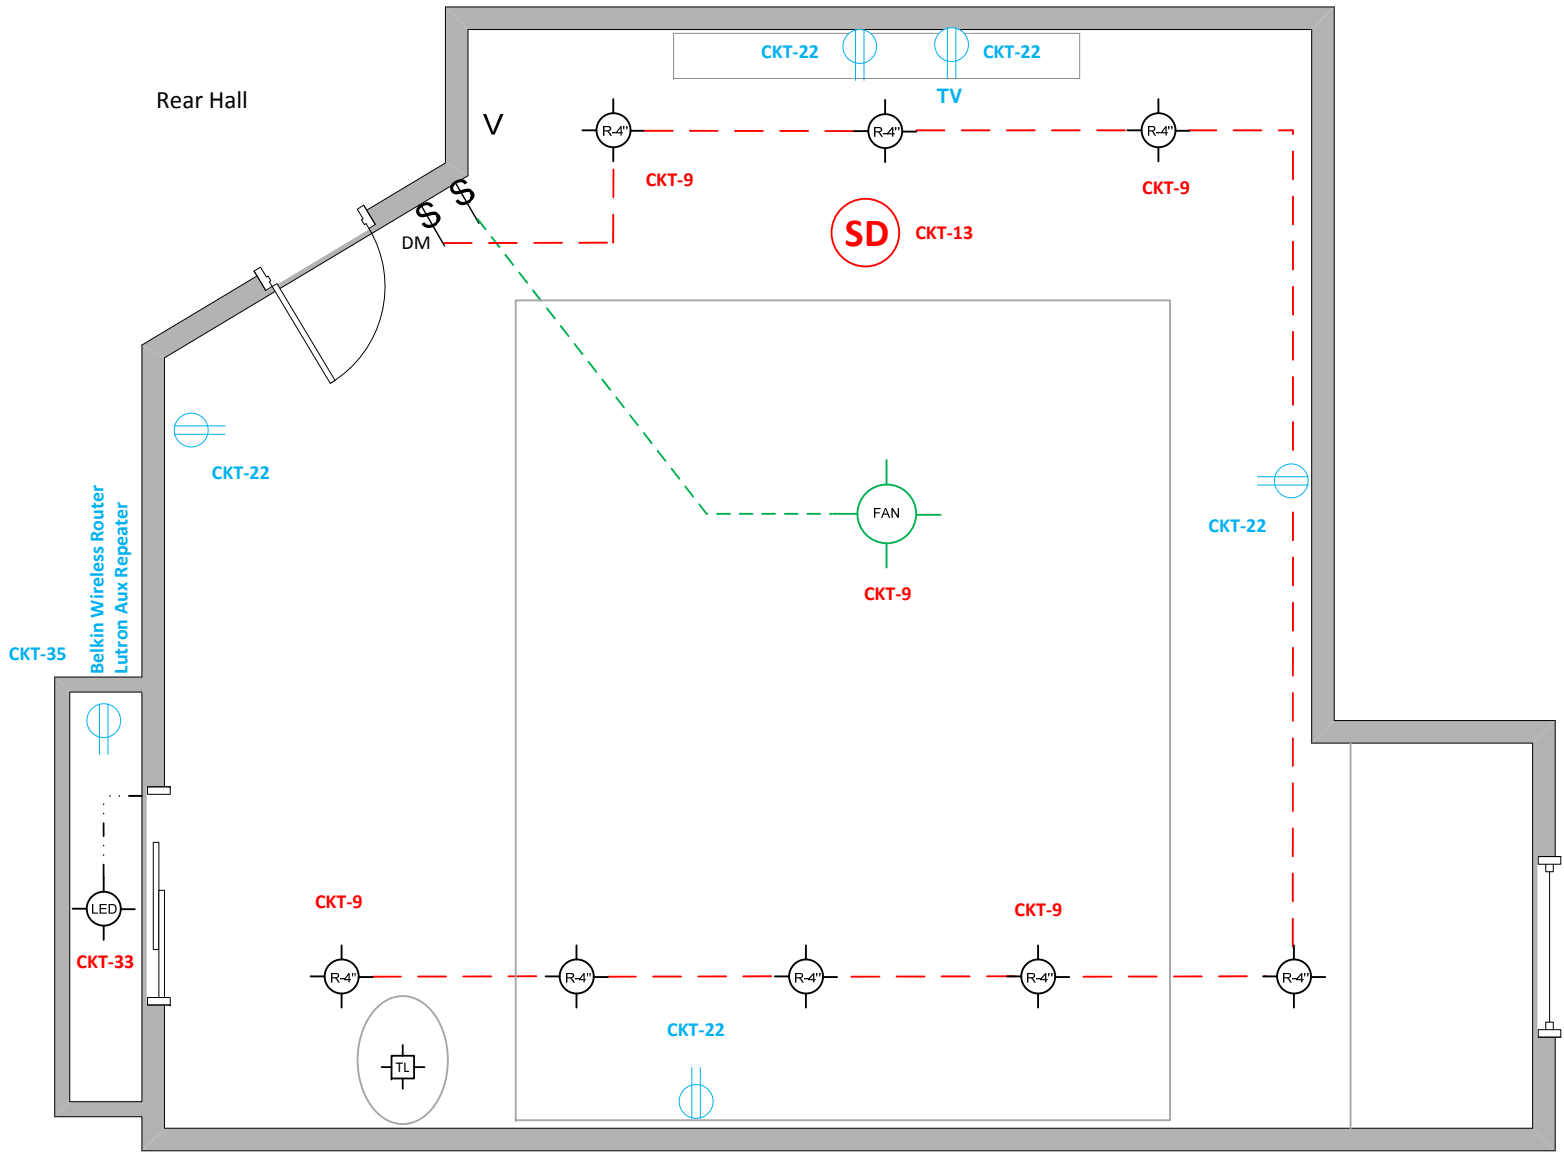 CKT-22
CKT-22
Rear Hall
TV
V
R-4"
R-4"
R-4"
CKT-9
CKT-9
$
$
DM
SD
CKT-13
CKT-22
FAN
CKT-22
CKT-9
Belkin Wireless Router
Lutron Aux Repeater
CKT-35
CKT-9
CKT-9
LED
CKT-33
R-4"
R-4"
R-4"
R-4"
R-4"
CKT-22
TL